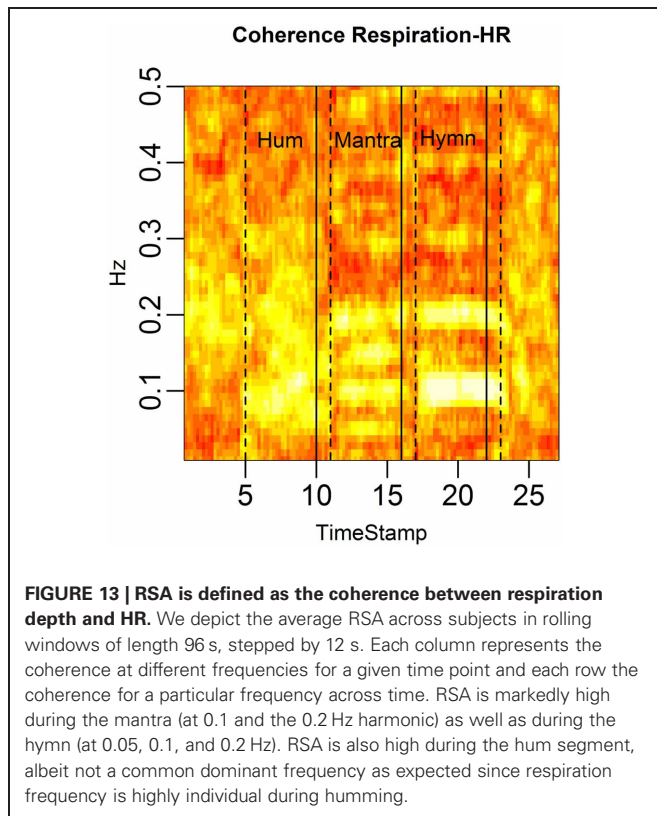 Coherence Respiration-HR
0.5
0.4
0.3
0.2
0.1
Hz
Hum Mantra Hymn
5 10 15 20 25
TimeStamp
FIGURE 13 | RSA is defined as the coherence between respiration
depth and HR. We depict the average RSA across subjects in rolling
windows of length 96 s, stepped by 12 s. Each column represents the
coherence at different frequencies for a given time point and each row the
coherence for a particular frequency across time. RSA is markedly high
during the mantra (at 0.1 and the 0.2 Hz harmonic) as well as during the
hymn (at 0.05, 0.1, and 0.2 Hz). RSA is also high during the hum segment,
albeit not a common dominant frequency as expected since respiration
frequency is highly individual during humming.